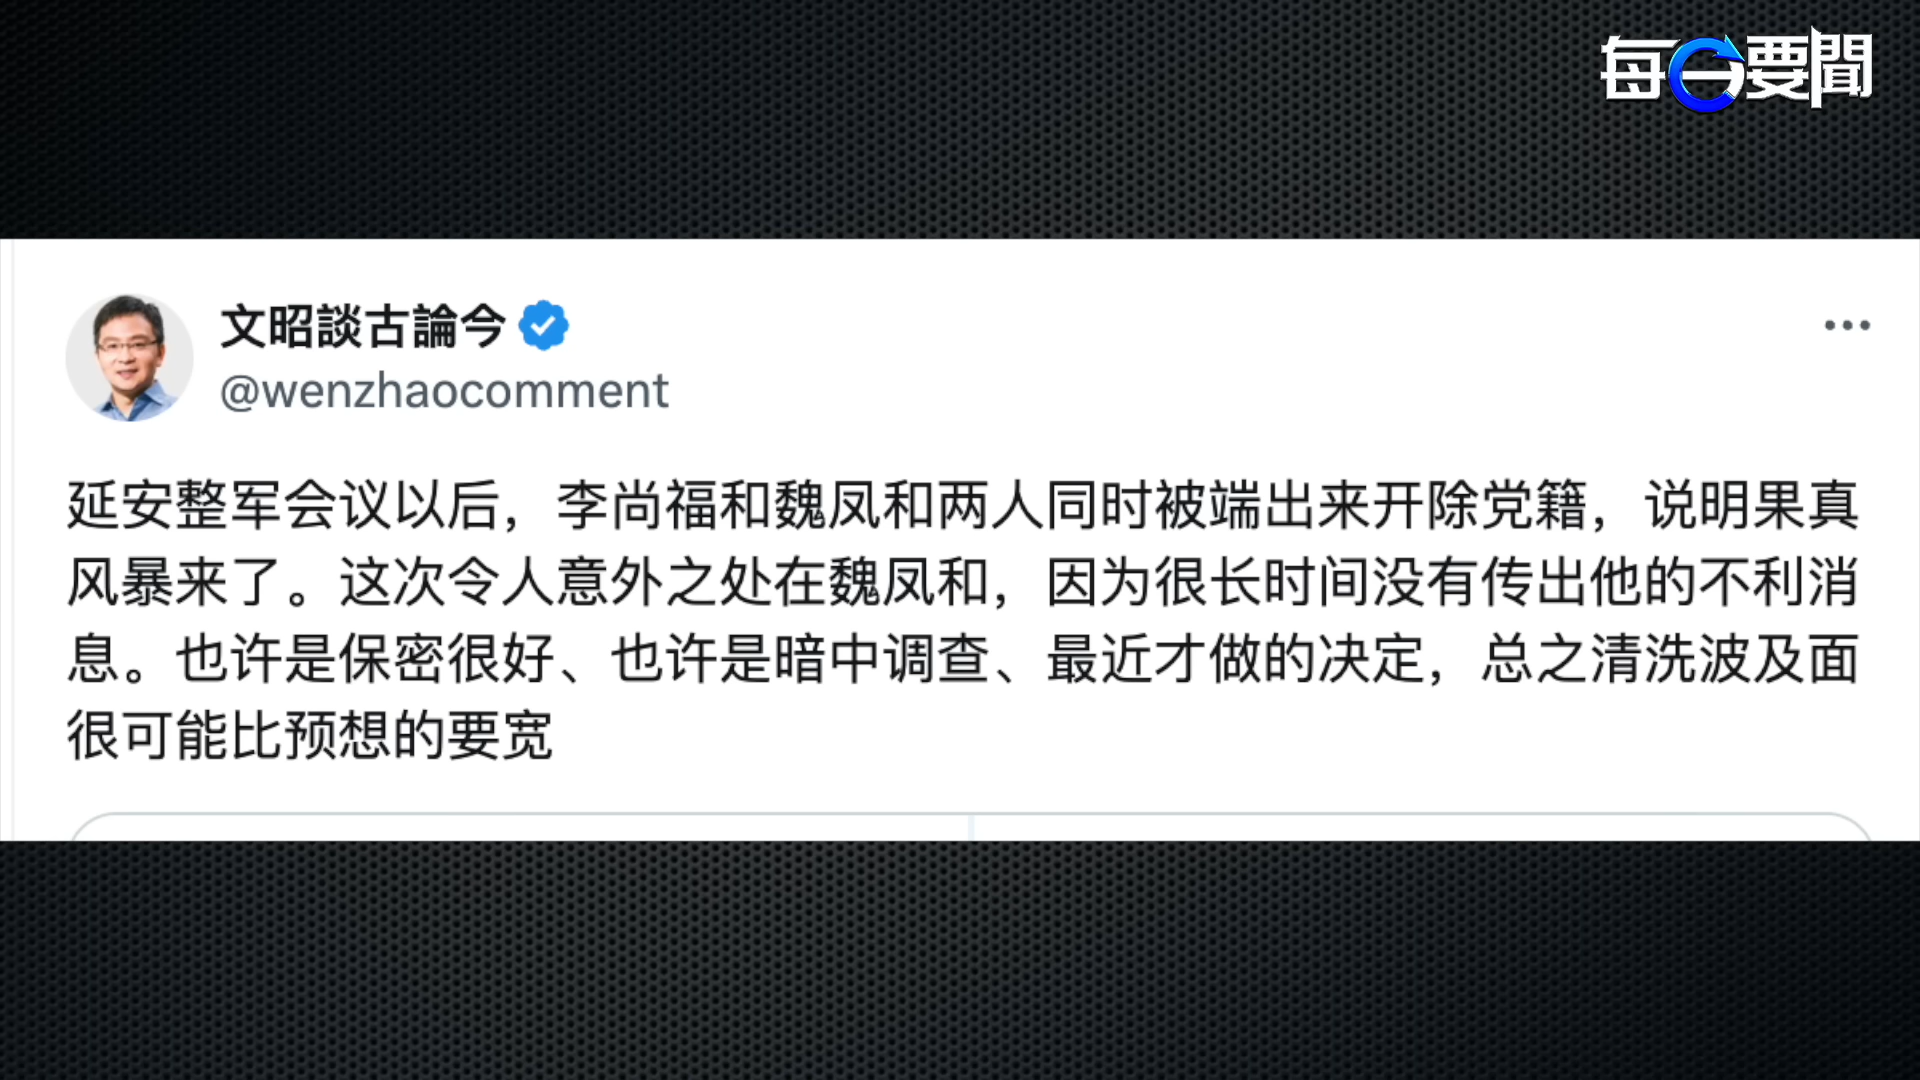 每日要聞
文昭談古論今
@wenzhaocomment
延安整军会议以后，李尚福和魏凤和两人同时被端出来开除党籍，说明果真
风暴来了。这次令人意外之处在魏凤和，因为很长时间没有传出他的不利消
息。也许是保密很好、也许是暗中调查、最近才做的决定，总之清洗波及面
很可能比预想的要宽